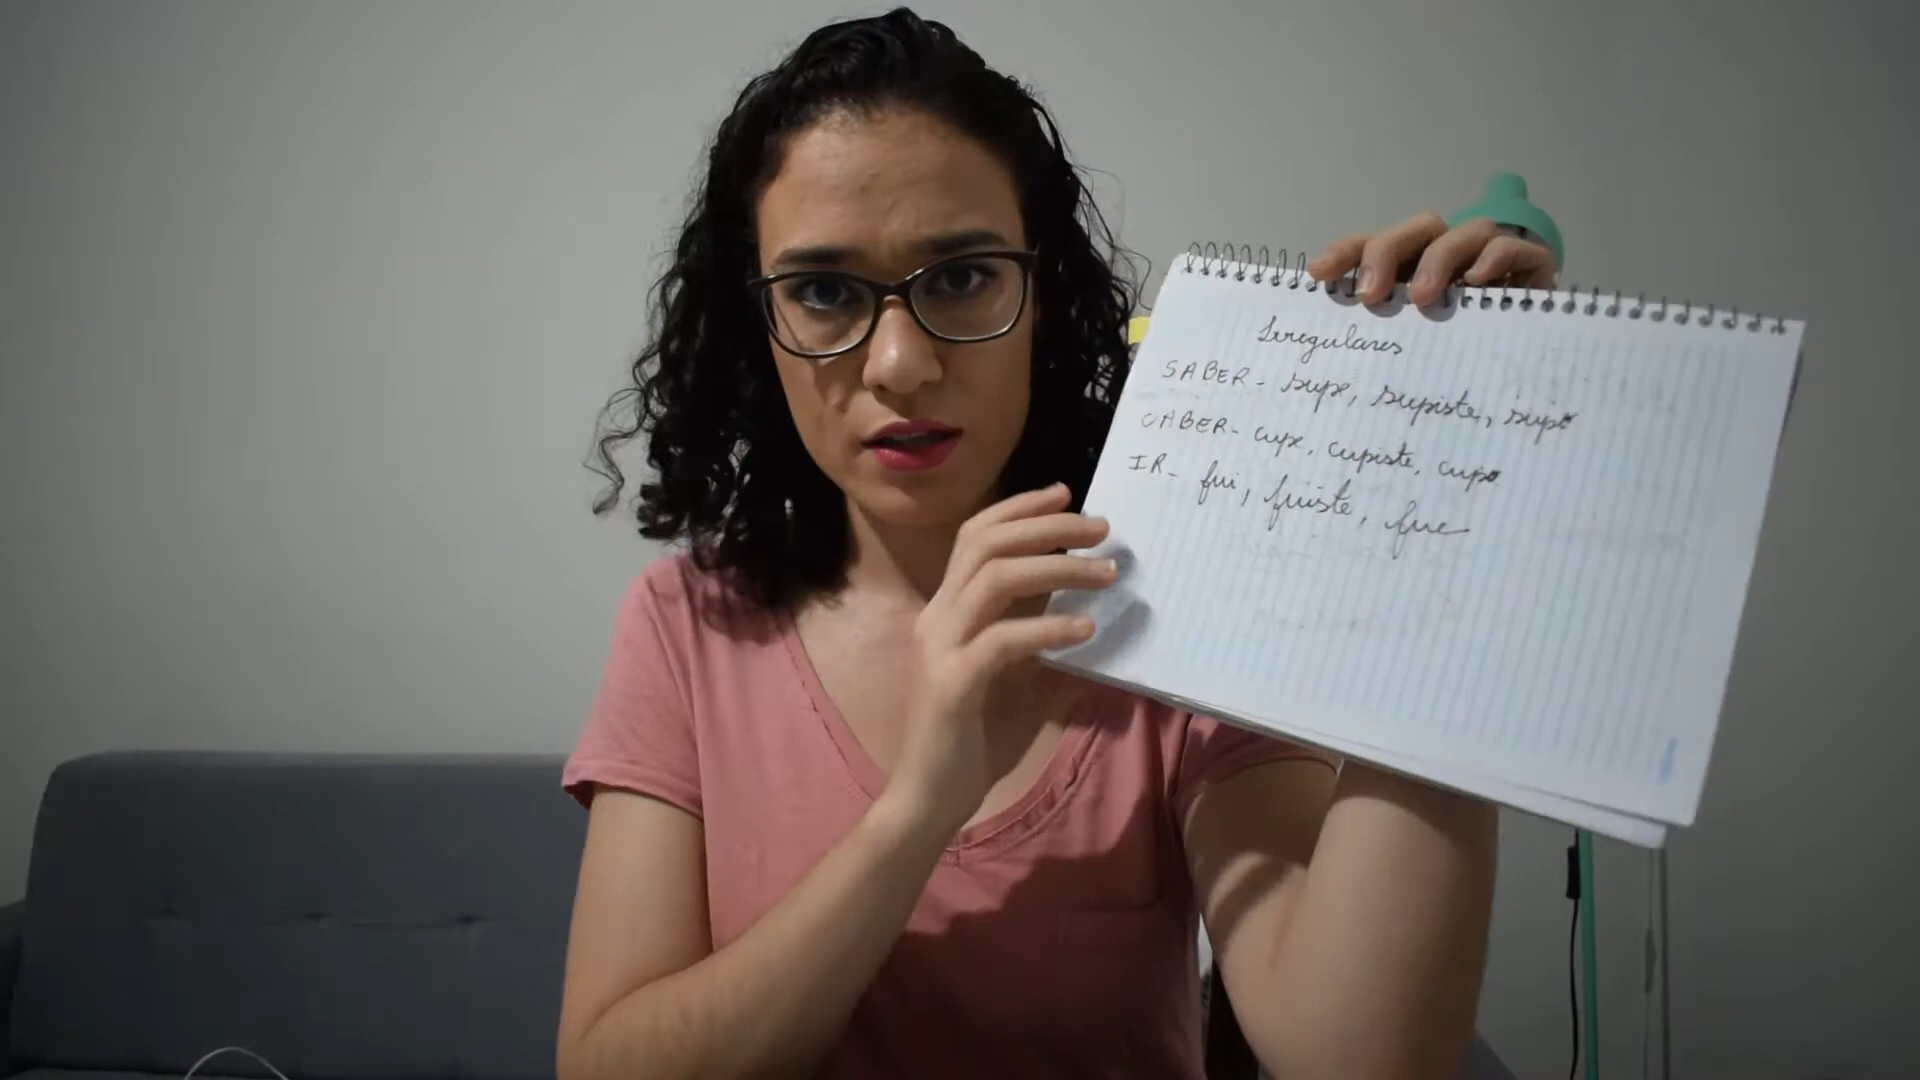 Irregulares
SABER - supe, supiste, supo
CABER - cupe, cupiste, cupo
IR - fui, fuiste, fue